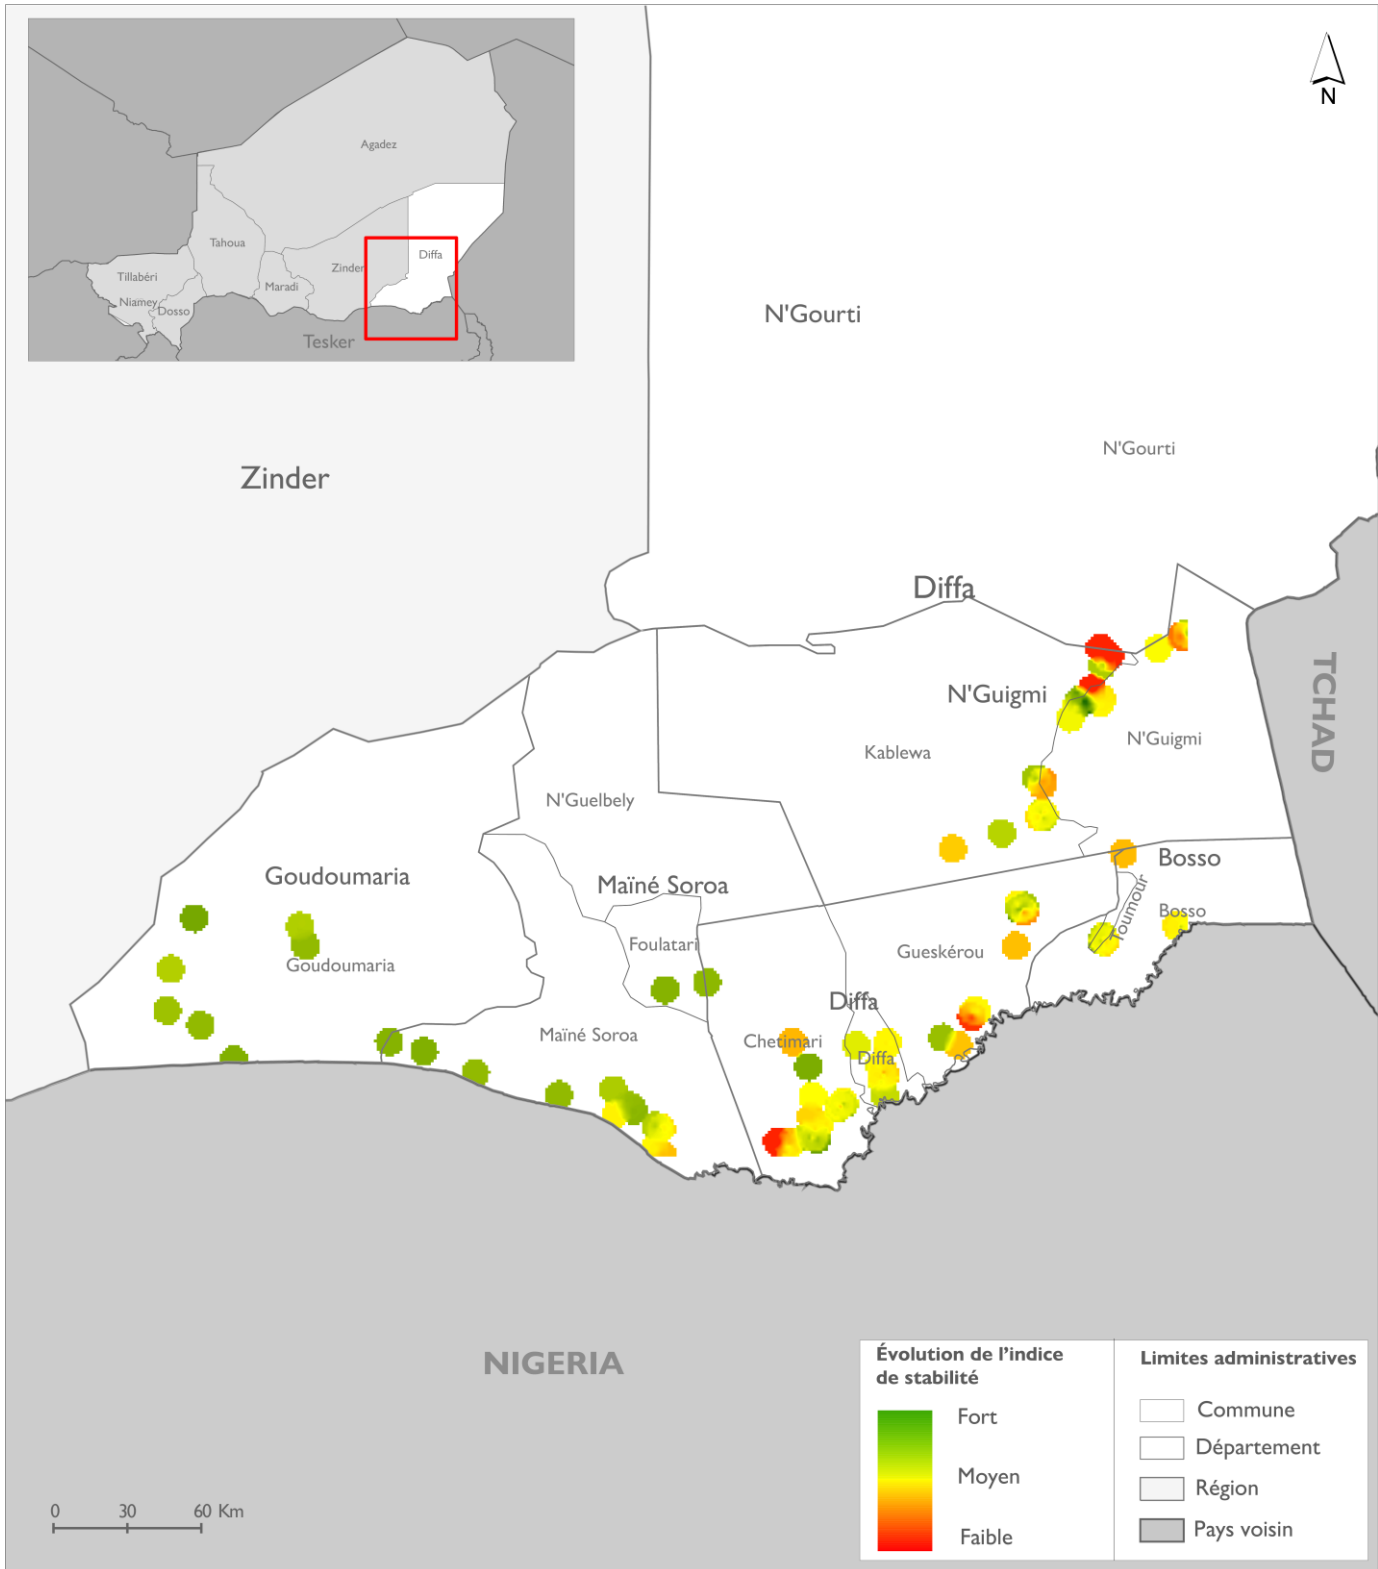 Agadez
Tahoua
Diffa
Zinder
Tillabéri
Maradi
Niamey
Dosso
Tesker
N
N'Gourti
N'Gourti
Zinder
Diffa
TCHAD
N'Guigmi
N'Guigmi
Kablewa
N'Guelbely
Bosso
Goudoumaria
Maïné Soroa
Toumour
Bosso
Foulatari
Gueskérou
Goudoumaria
Diffa
Maïné Soroa
Chetimari
Diffa
NIGERIA
Évolution de l'indice
de stabilité
Fort
Moyen
Faible
Limites administratives
Commune
Département
Région
Pays voisin
0 30 60 Km